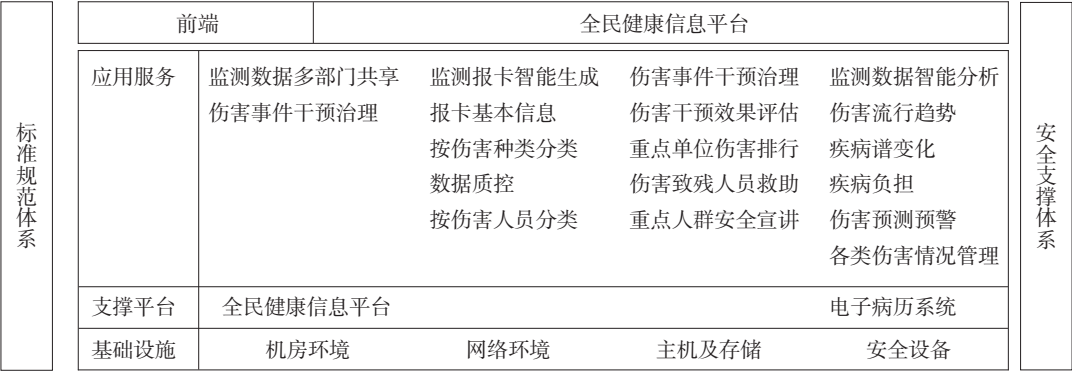 标准规范体系
前端 全民健康信息平台
应用服务 监测数据多部门共享 监测报卡智能生成 伤害事件干预治理 监测数据智能分析
伤害事件干预治理 报卡基本信息 伤害干预效果评估 伤害流行趋势
按伤害种类分类 重点单位伤害排行 疾病谱变化
数据质控 伤害致残人员救助 疾病负担
按伤害人员分类 重点人群安全宣讲 伤害预测预警
各类伤害情况管理
支撑平台 全民健康信息平台 电子病历系统
基础设施 机房环境 网络环境 主机及存储 安全设备
安全支撑体系